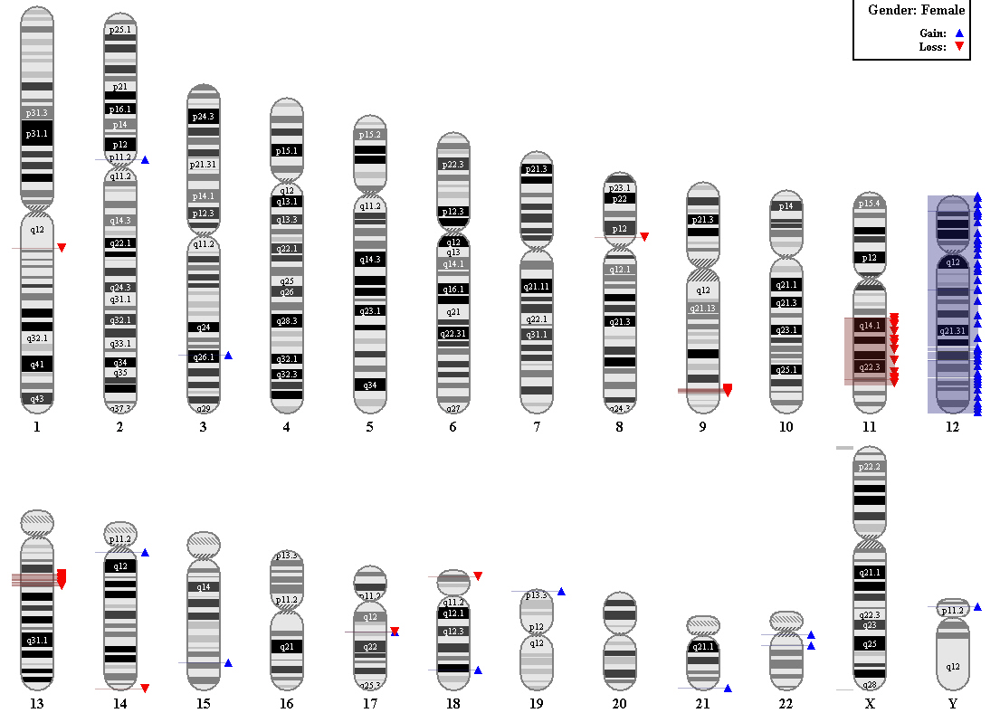 Gender: Female
Gain:
Loss:
p31.3
p31.1
q12
q32.1
q41
q43
1
p25.1
p21
p16.1
p14
p12
p11.2
q11.2
q14.3
q22.1
q24.3
q31.1
q32.1
q33.1
q34
q35
q37.3
2
p24.3
p21.31
p14.1
p12.3
q11.2
q24
q26.1
q29
3
p15.1
q12
q13.1
q13.3
q22.1
q25
q26
q28.3
q32.1
q32.3
4
p15.2
q11.2
q14.3
q23.1
q34
5
p22.3
p12.3
q12
q13
q14.1
q16.1
q21
q22.31
q27
6
p21.3
q21.11
q22.1
q31.1
7
p23.1
p22
p12
q12.1
q21.3
q24.3
8
p21.3
q12
q21.13
9
p14
q21.1
q21.3
q23.1
q25.1
10
p15.4
p12
q14.1
q22.3
11
q12
q21.31
12
q31.1
13
p11.2
q12
14
q14
15
p13.3
p11.2
q21
16
p11.2
q12
q22
q25.3
17
q11.2
q12.1
q12.3
18
p13.3
p12
q12
19
20
q21.1
21
22
p22.2
q21.1
q22.3
q23
q25
q28
X
p11.2
q12
Y